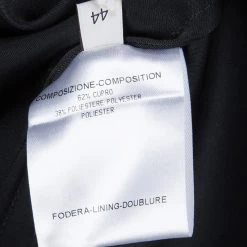 44
COMPOSIZIONE-COMPOSITION
62% CUPRO
38% POLIESTERE POLYESTER
POLIESTER
FODERA-LINING-DOUBLURE